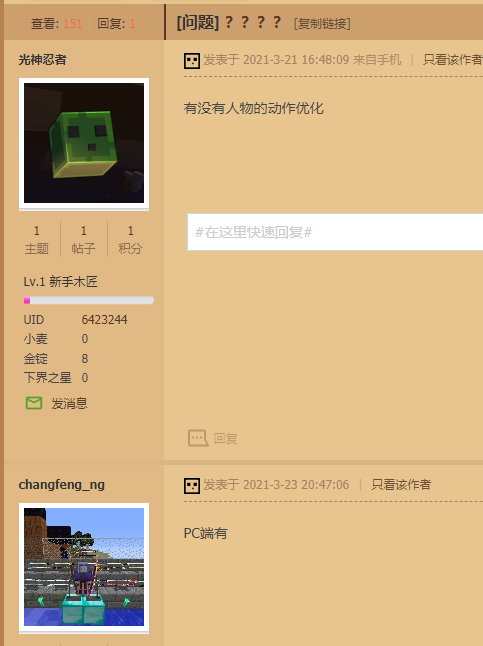 查看: 151 | 回复: 1
[问题] ？？？？ [复制链接]
光神忍者
发表于 2021-3-21 16:48:09 来自手机 | 只看该作者
有没有人物的动作优化
#在这里快速回复#
1 1 1
主题 帖子 积分
Lv.1 新手木匠
UID 6423244
小麦 0
金锭 8
下界之星 0
发消息
回复
changfeng_ng
发表于 2021-3-23 20:47:06 | 只看该作者
PC端有